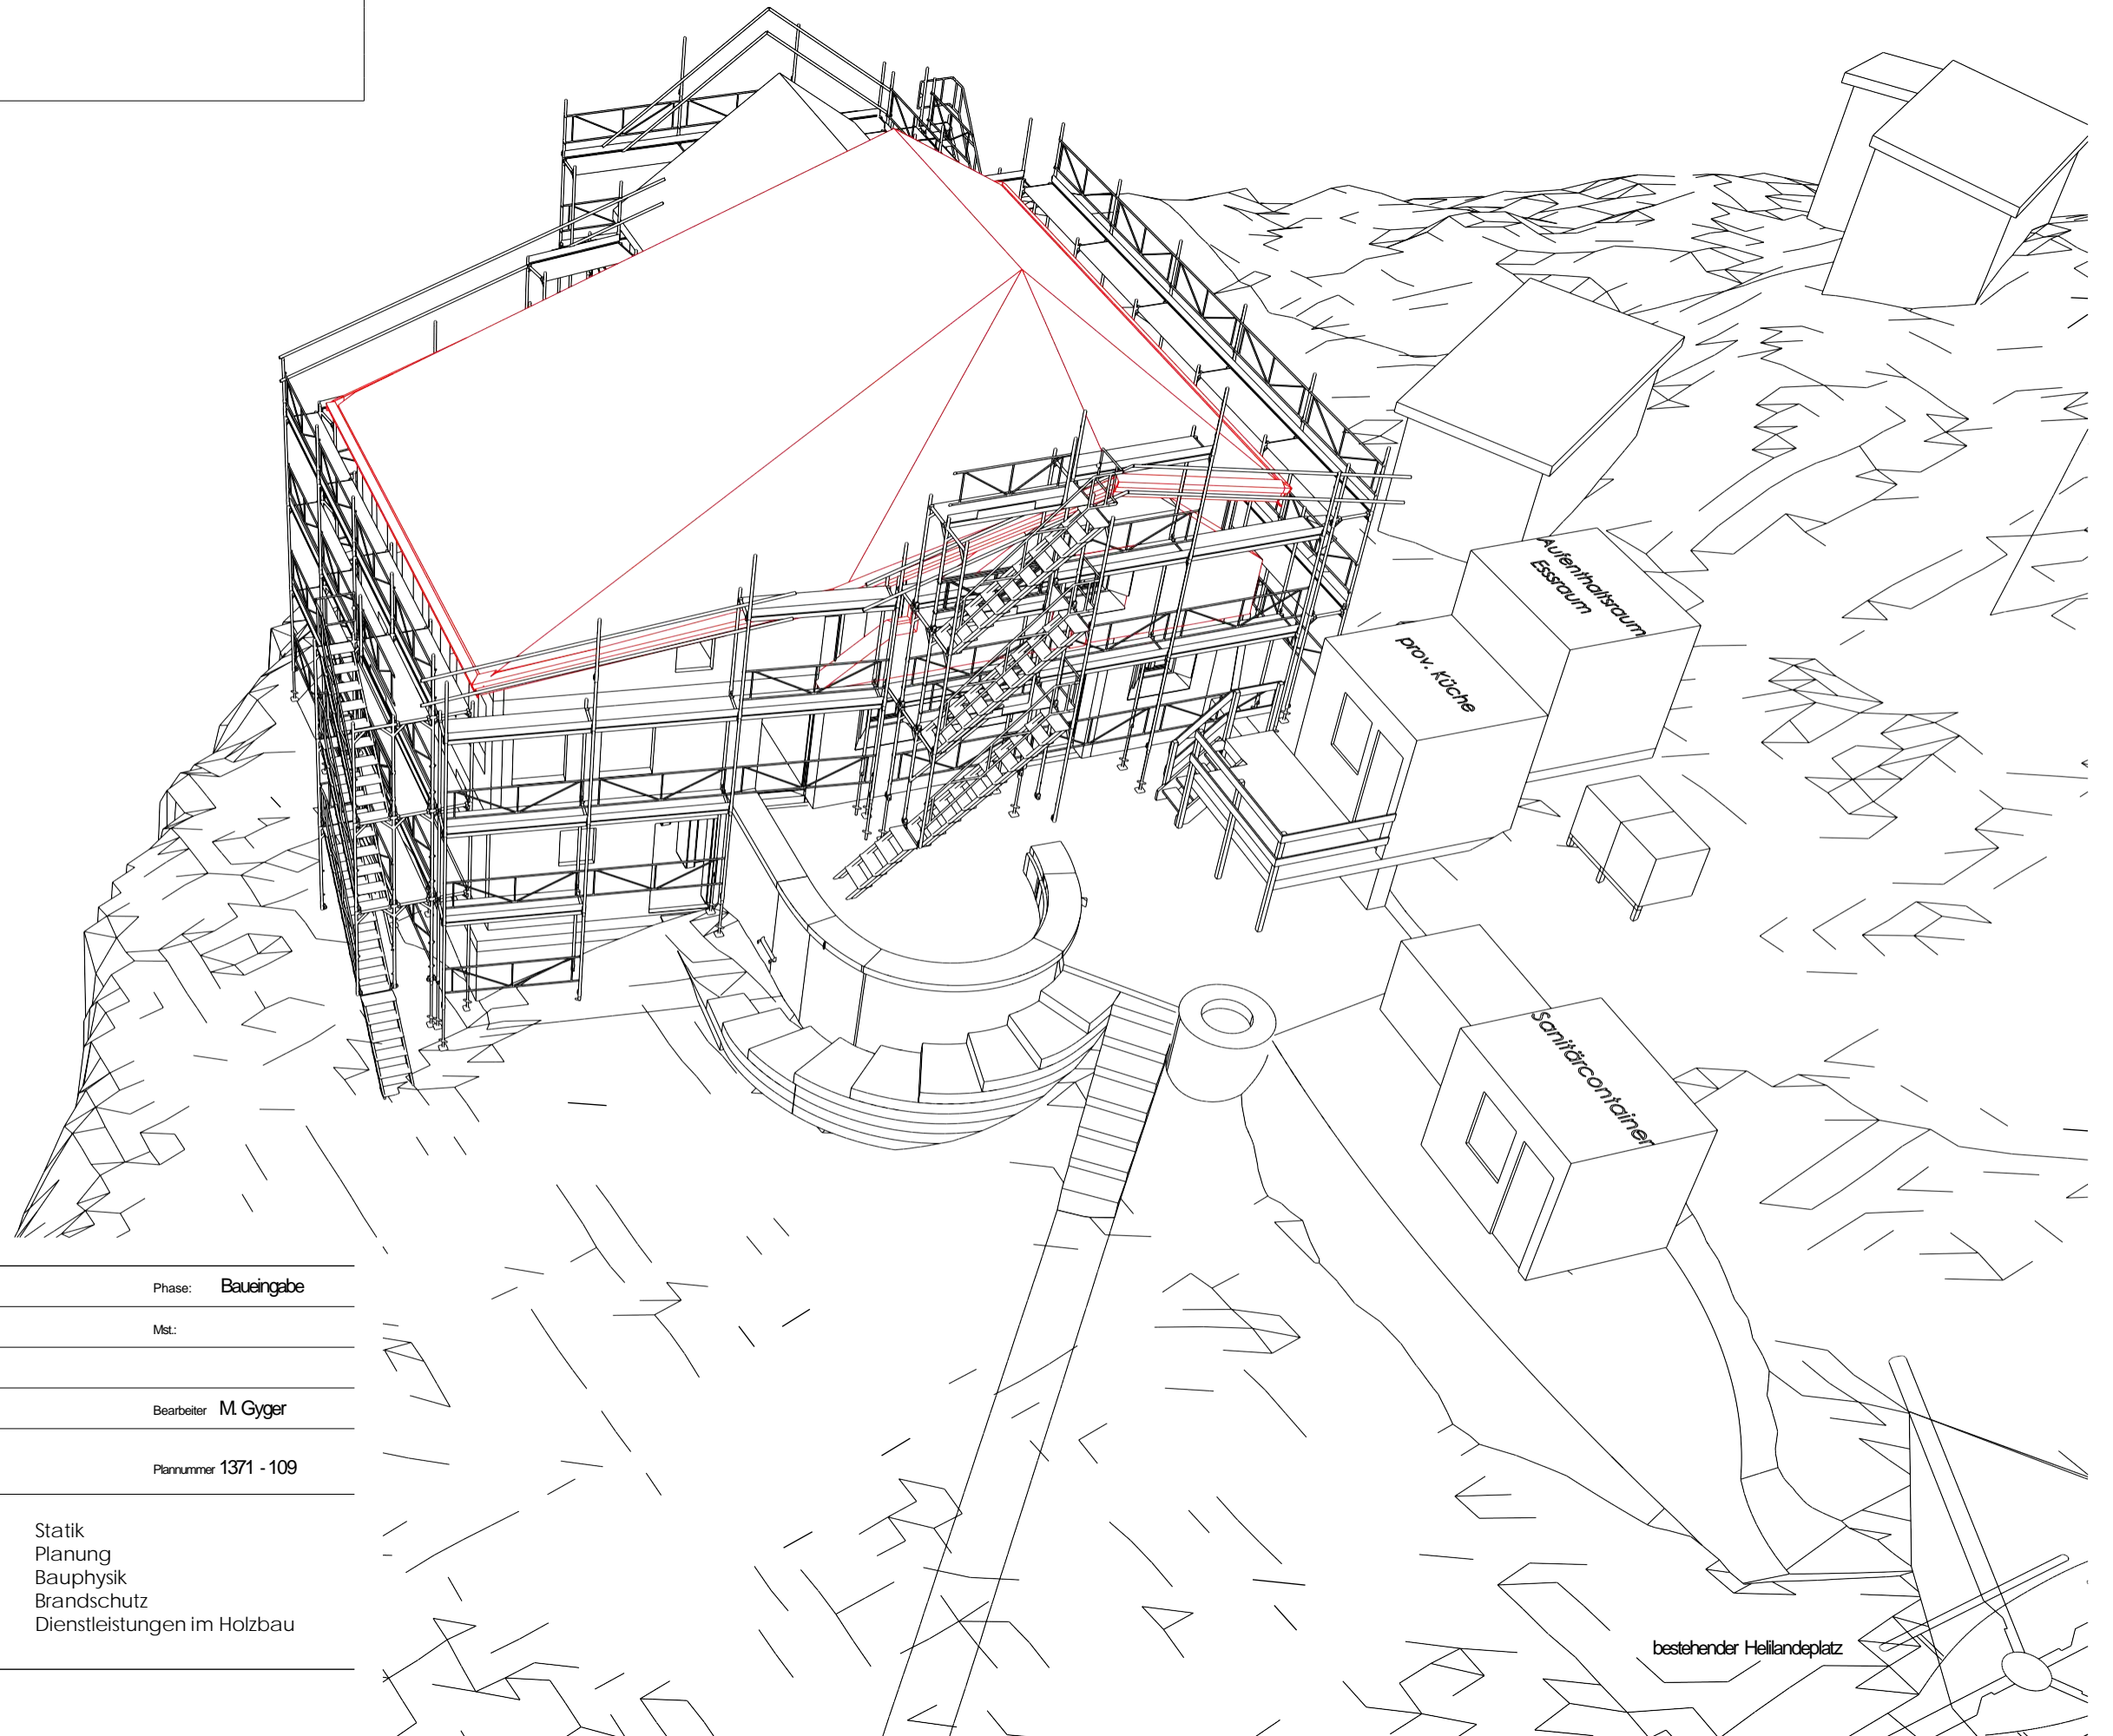 Aufenthaltsraum
Essraum
prov. Küche
Sanitärcontainer
Phase: Baueingabe
Mst.:
Bearbeiter M. Gyger
Plannummer 1371 - 109
Statik
Planung
Bauphysik
Brandschutz
Dienstleistungen im Holzbau
bestehender Helilandeplatz